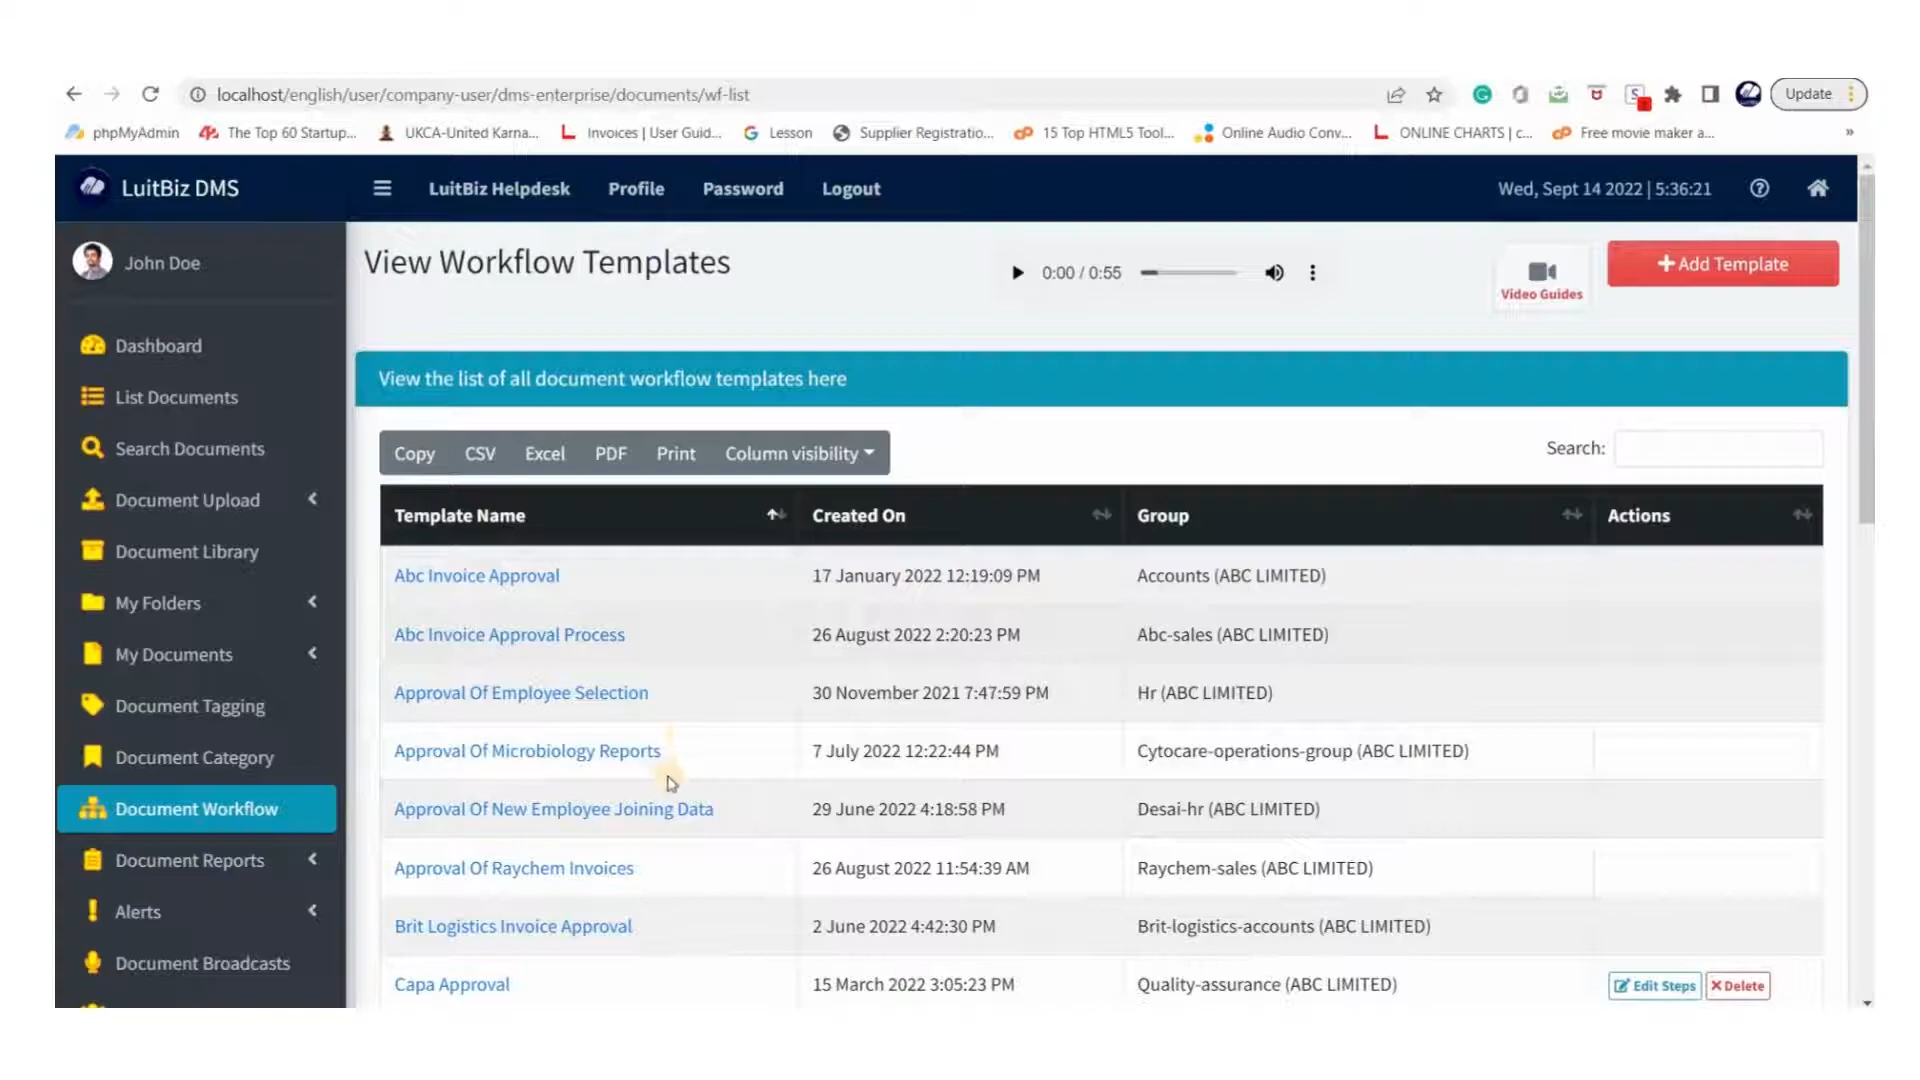 localhost/english/user/company-user/dms-enterprise/documents/wf-list
Update
phpMyAdmin The Top 60 Startup... UKCA-United Karna... Invoices | User Guid... Lesson Supplier Registratio... 15 Top HTML5 Tool... Online Audio Conv... ONLINE CHARTS | c... Free movie maker a... »
LuitBiz DMS LuitBiz Helpdesk Profile Password Logout Wed, Sept 14 2022 | 5:36:21
John Doe
Dashboard
List Documents
Search Documents
Document Upload
Document Library
My Folders
My Documents
Document Tagging
Document Category
Document Workflow
Document Reports
Alerts
Document Broadcasts
View Workflow Templates
0:00 / 0:55
Video Guides
Add Template
View the list of all document workflow templates here
Copy CSV Excel PDF Print Column visibility
Search:
Template Name Created On Group Actions
Abc Invoice Approval 17 January 2022 12:19:09 PM Accounts (ABC LIMITED)
Abc Invoice Approval Process 26 August 2022 2:20:23 PM Abc-sales (ABC LIMITED)
Approval Of Employee Selection 30 November 2021 7:47:59 PM Hr (ABC LIMITED)
Approval Of Microbiology Reports 7 July 2022 12:22:44 PM Cytocare-operations-group (ABC LIMITED)
Approval Of New Employee Joining Data 29 June 2022 4:18:58 PM Desai-hr (ABC LIMITED)
Approval Of Raychem Invoices 26 August 2022 11:54:39 AM Raychem-sales (ABC LIMITED)
Brit Logistics Invoice Approval 2 June 2022 4:42:30 PM Brit-logistics-accounts (ABC LIMITED)
Capa Approval 15 March 2022 3:05:23 PM Quality-assurance (ABC LIMITED) Edit Steps Delete